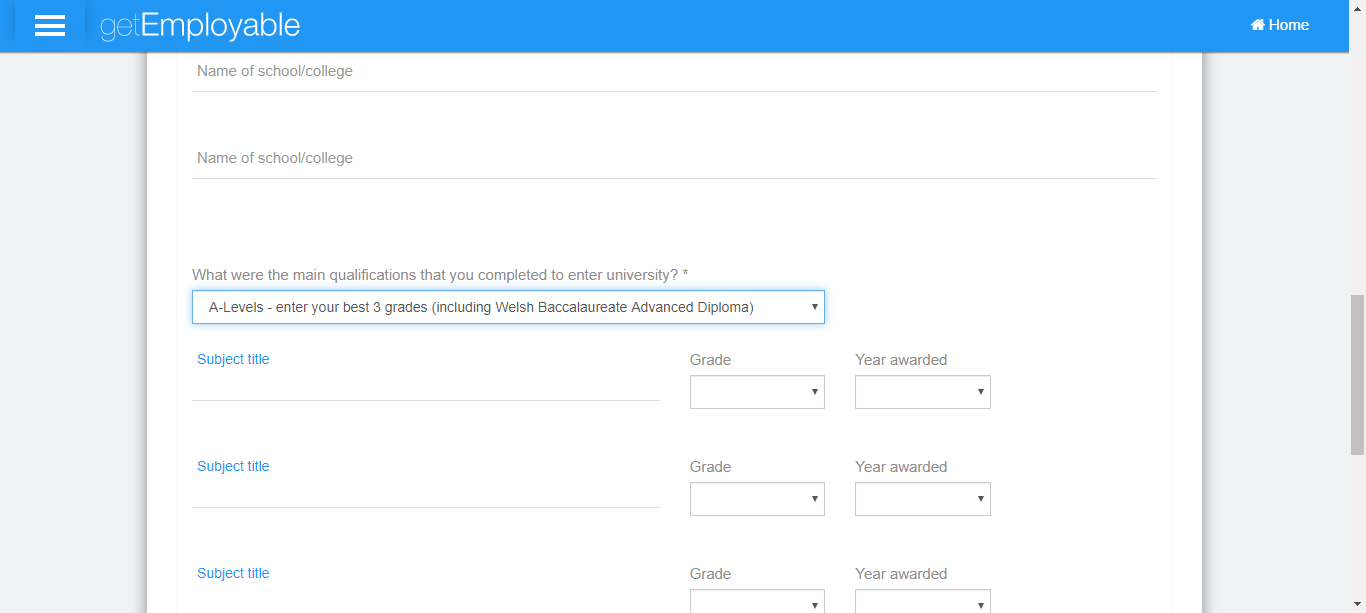 getEmployable
Home
Name of school/college
Name of school/college
What were the main qualifications that you completed to enter university? *
A-Levels - enter your best 3 grades (including Welsh Baccalaureate Advanced Diploma)
Subject title Grade Year awarded
Subject title Grade Year awarded
Subject title Grade Year awarded